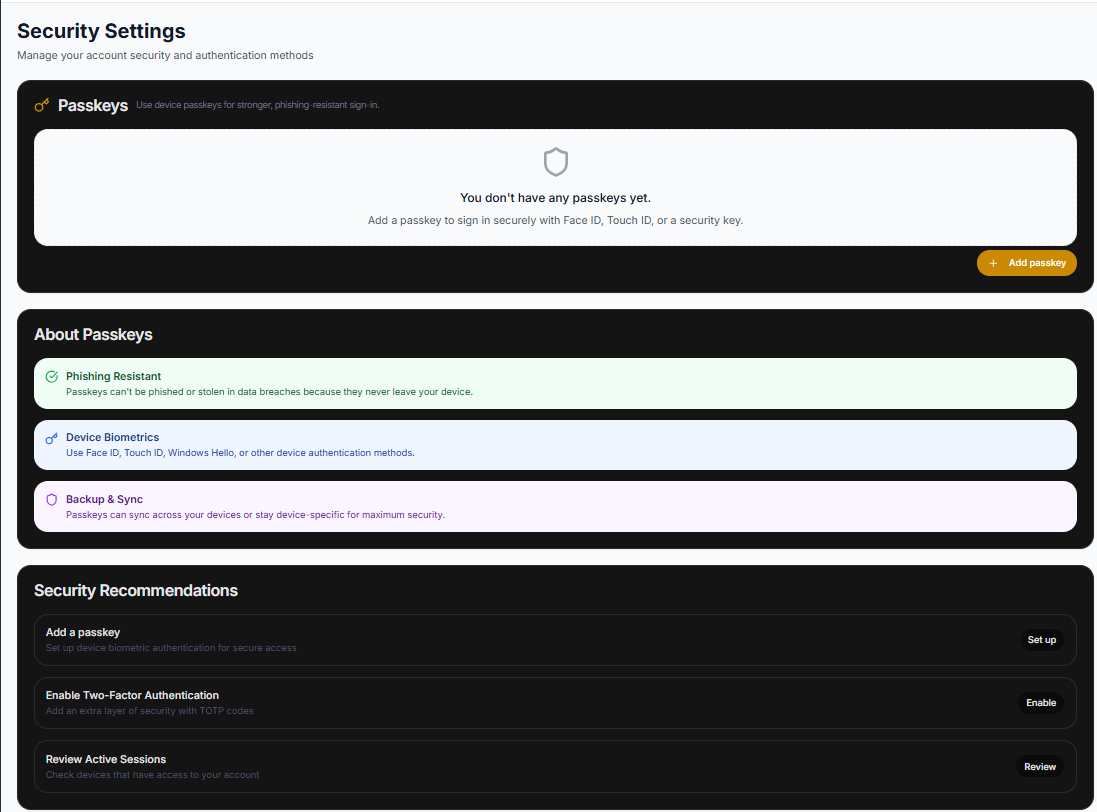 Security Settings
Manage your account security and authentication methods
Passkeys Use device passkeys for stronger, phishing-resistant sign-in.
You don't have any passkeys yet.
Add a passkey to sign in securely with Face ID, Touch ID, or a security key.
+ Add passkey
About Passkeys
Phishing Resistant
Passkeys can't be phished or stolen in data breaches because they never leave your device.
Device Biometrics
Use Face ID, Touch ID, Windows Hello, or other device authentication methods.
Backup & Sync
Passkeys can sync across your devices or stay device-specific for maximum security.
Security Recommendations
Add a passkey
Set up device biometric authentication for secure access
Set up
Enable Two-Factor Authentication
Add an extra layer of security with TOTP codes
Enable
Review Active Sessions
Check devices that have access to your account
Review